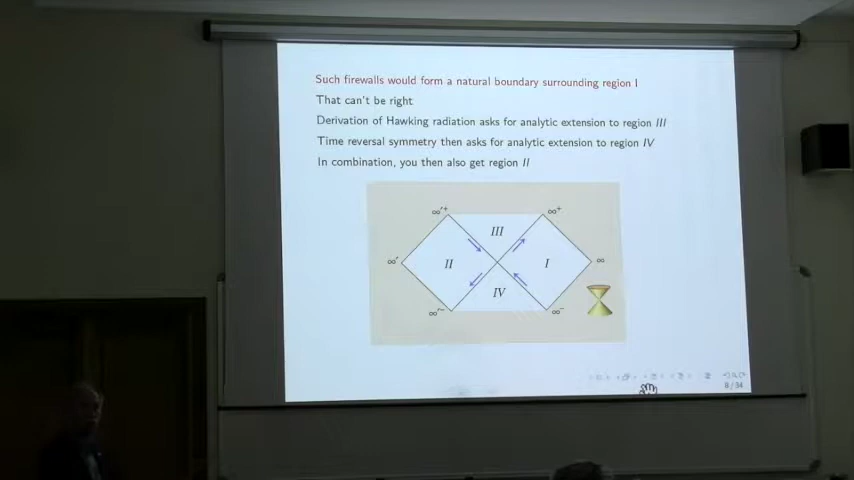 Such firewalls would form a natural boundary surrounding region I
That can't be right
Derivation of Hawking radiation asks for analytic extension to region III
Time reversal symmetry then asks for analytic extension to region IV
In combination, you then also get region II
∞'⁺ ∞⁺
III
∞' II I ∞
IV
∞'⁻ ∞⁻
8/34